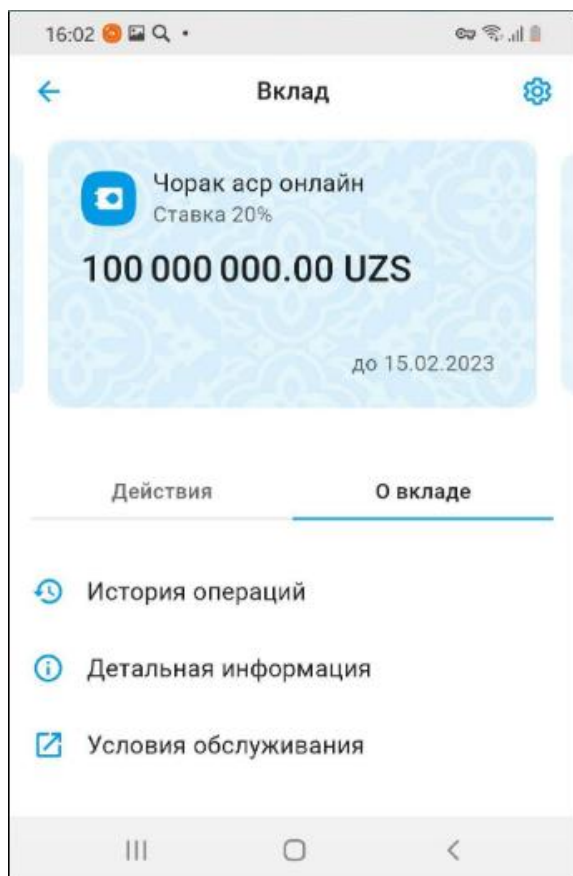 16:02
Вклад
Чорак аср онлайн
Ставка 20%
100 000 000.00 UZS
до 15.02.2023
Действия
О вкладе
История операций
Детальная информация
Условия обслуживания